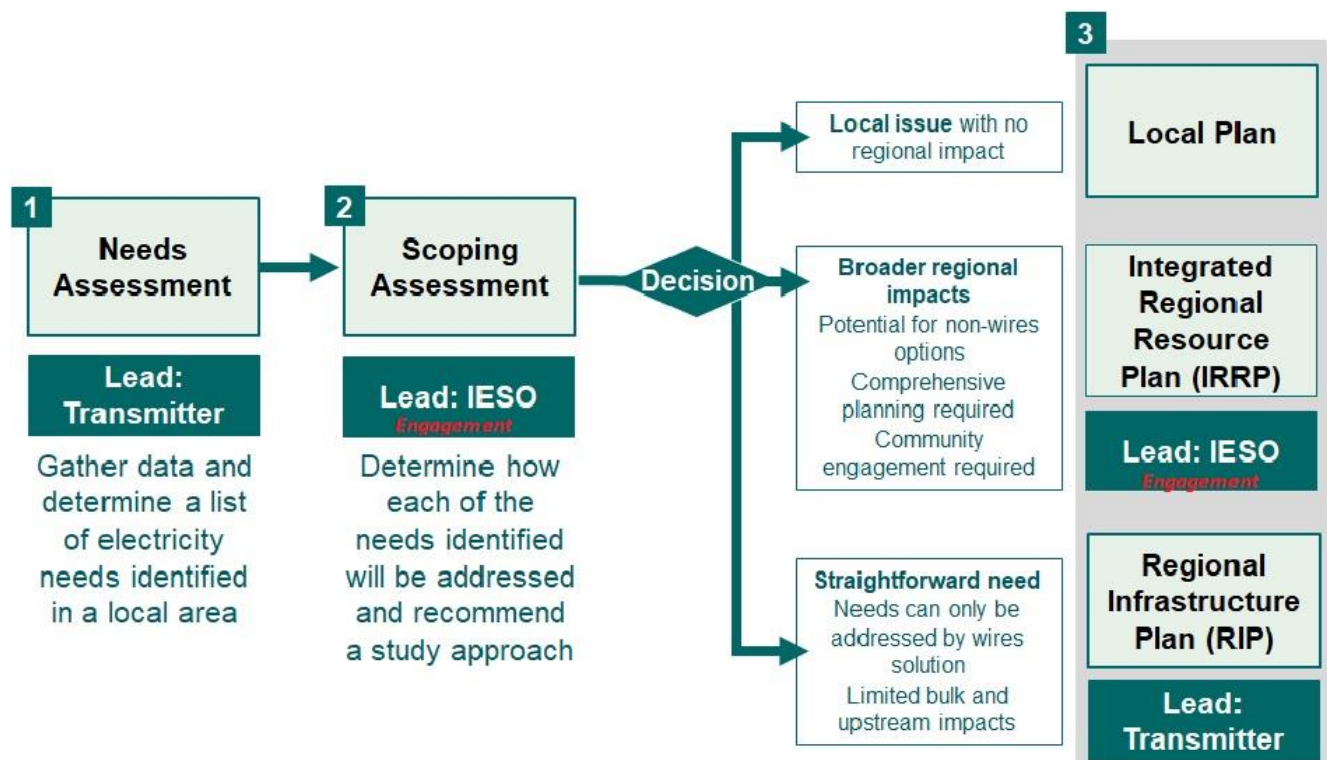 1
Needs
Assessment
Lead:
Transmitter
Gather data and
determine a list
of electricity
needs identified
in a local area
2
Scoping
Assessment
Lead: IESO
Engagement
Determine how
each of the
needs identified
will be addressed
and recommend
a study approach
Decision
Local issue with no
regional impact
Broader regional
impacts
Potential for non-wires
options
Comprehensive
planning required
Community
engagement required
Straightforward need
Needs can only be
addressed by wires
solution
Limited bulk and
upstream impacts
3
Local Plan
Integrated
Regional
Resource
Plan (IRRP)
Lead: IESO
Engagement
Regional
Infrastructure
Plan (RIP)
Lead:
Transmitter